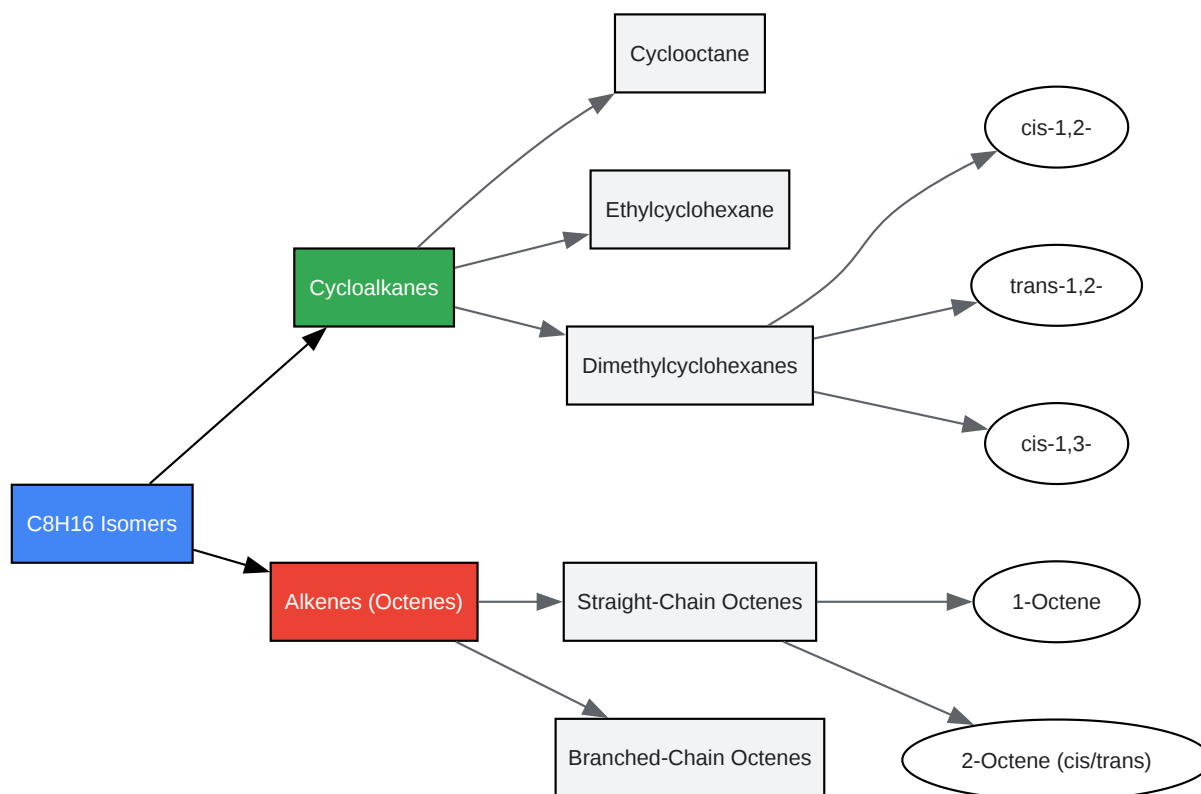 Cyclooctane
cis-1,2-
Ethylcyclohexane
Cycloalkanes
trans-1,2-
Dimethylcyclohexanes
cis-1,3-
C8H16 Isomers
Alkenes (Octenes)
Straight-Chain Octenes
1-Octene
Branched-Chain Octenes
2-Octene (cis/trans)